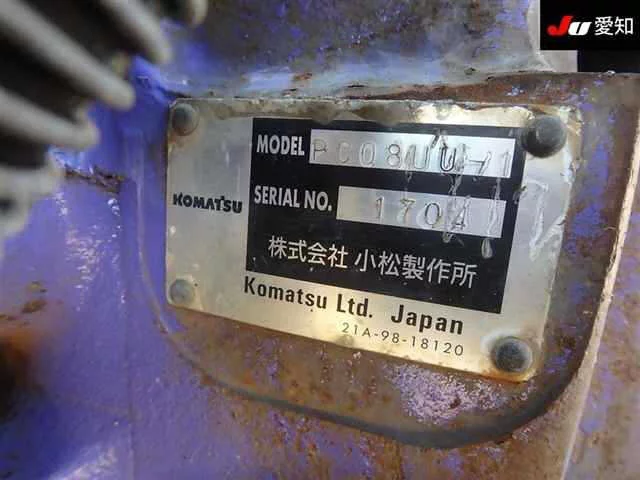 JU 愛知
MODEL PC08UU-1
KOMATSU
SERIAL NO. 1704
株式会社 小松製作所
Komatsu Ltd. Japan
21A-98-18120